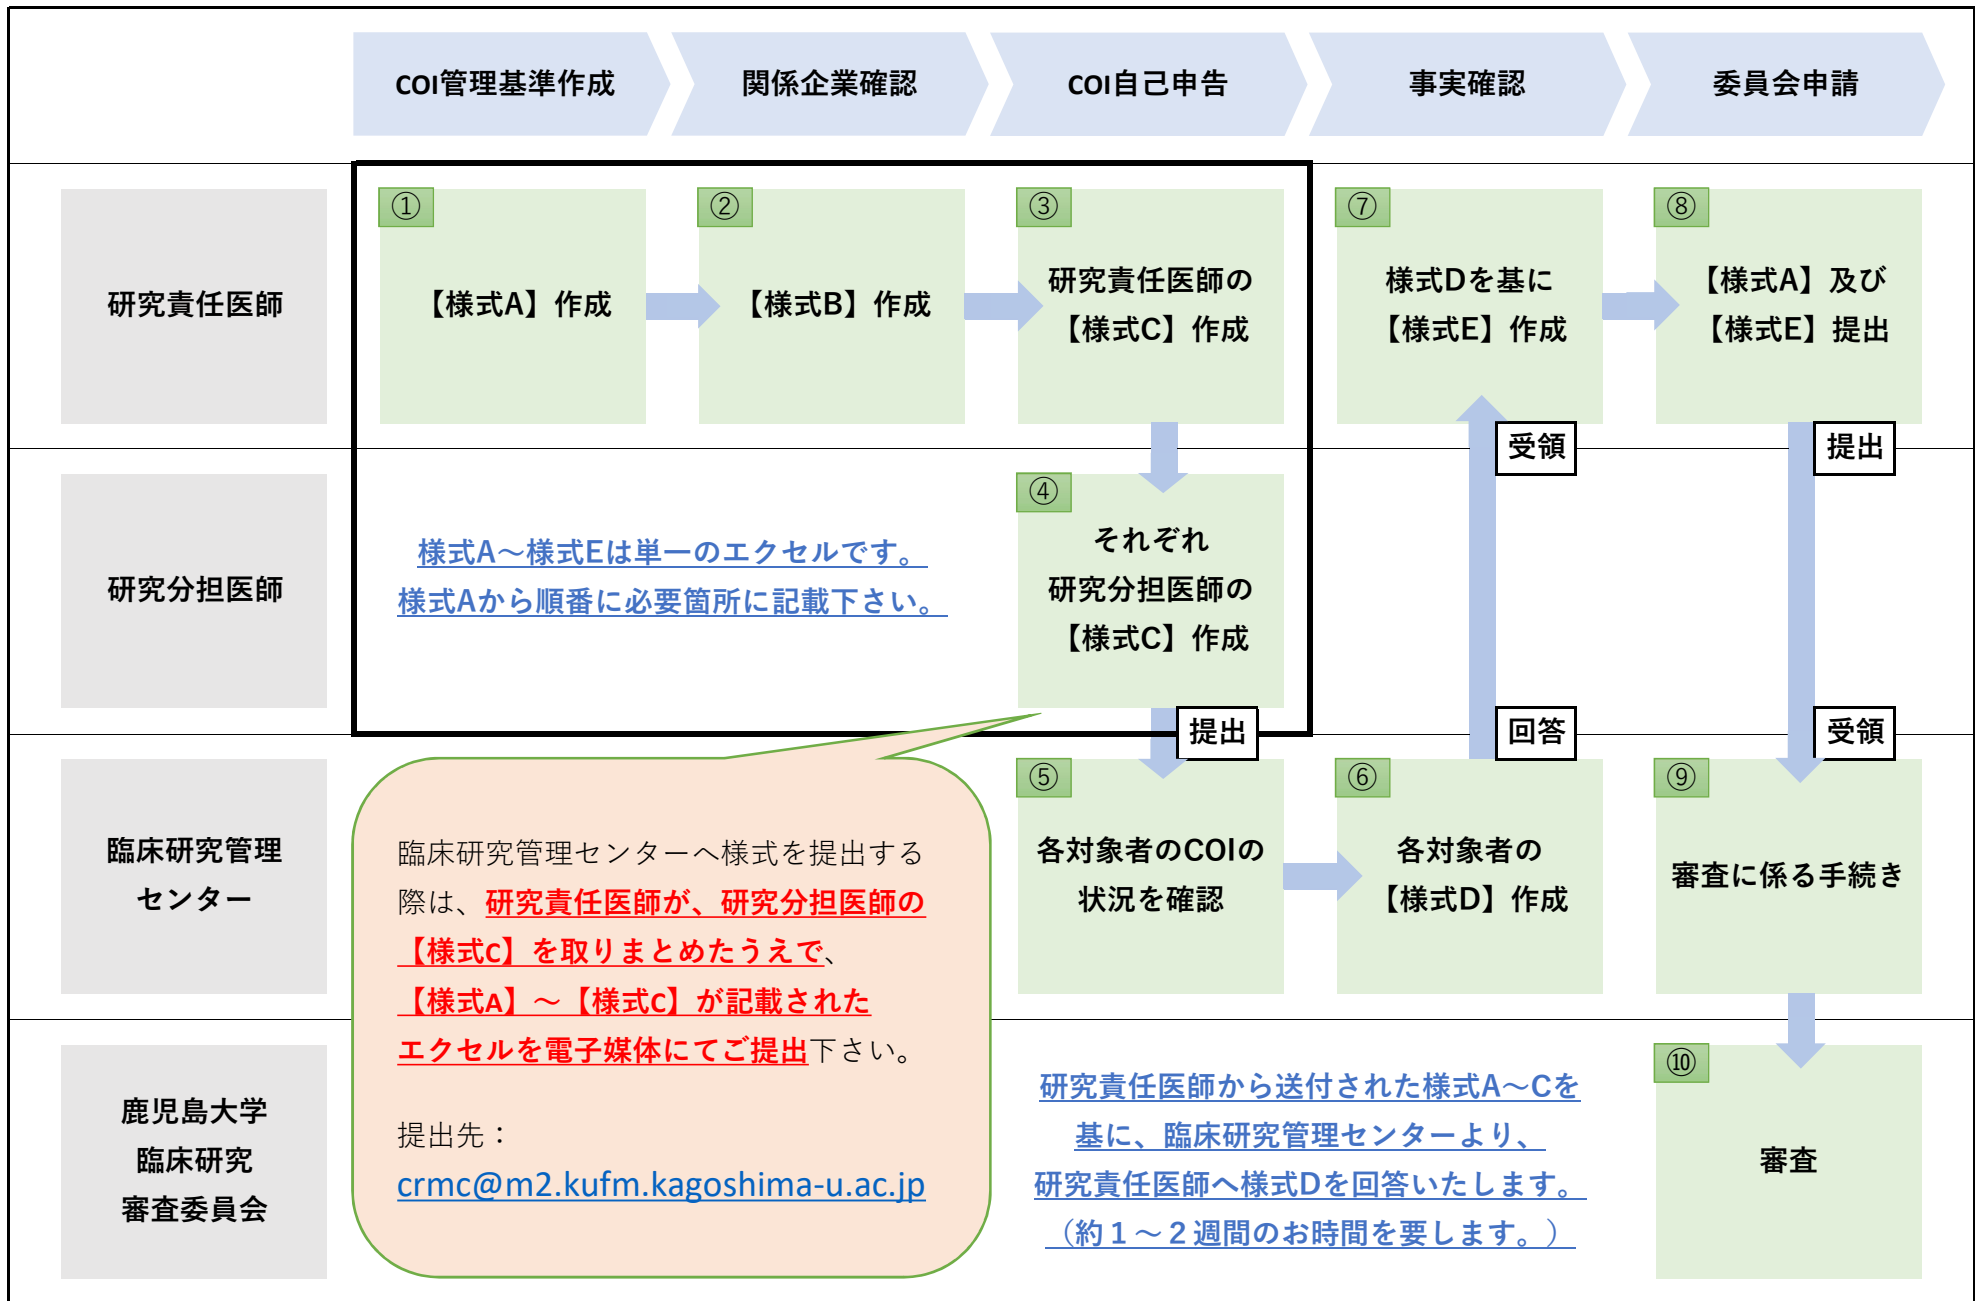 COI管理基準作成
関係企業確認
COI自己申告
事実確認
委員会申請
研究責任医師
①
【様式A】作成
②
【様式B】作成
③
研究責任医師の
【様式C】作成
⑦
様式Dを基に
【様式E】作成
⑧
【様式A】及び
【様式E】提出
受領
提出
研究分担医師
様式A～様式Eは単一のエクセルです。
様式Aから順番に必要箇所に記載下さい。
④
それぞれ
研究分担医師の
【様式C】作成
提出
回答
受領
臨床研究管理
センター
臨床研究管理センターへ様式を提出する
際は、研究責任医師が、研究分担医師の
【様式C】を取りまとめたうえで、
【様式A】～【様式C】が記載された
エクセルを電子媒体にてご提出下さい。
提出先：
crmc@m2.kufm.kagoshima-u.ac.jp
⑤
各対象者のCOIの
状況を確認
⑥
各対象者の
【様式D】作成
⑨
審査に係る手続き
鹿児島大学
臨床研究
審査委員会
研究責任医師から送付された様式A～Cを
基に、臨床研究管理センターより、
研究責任医師へ様式Dを回答いたします。
（約１～２週間のお時間を要します。）
⑩
審査